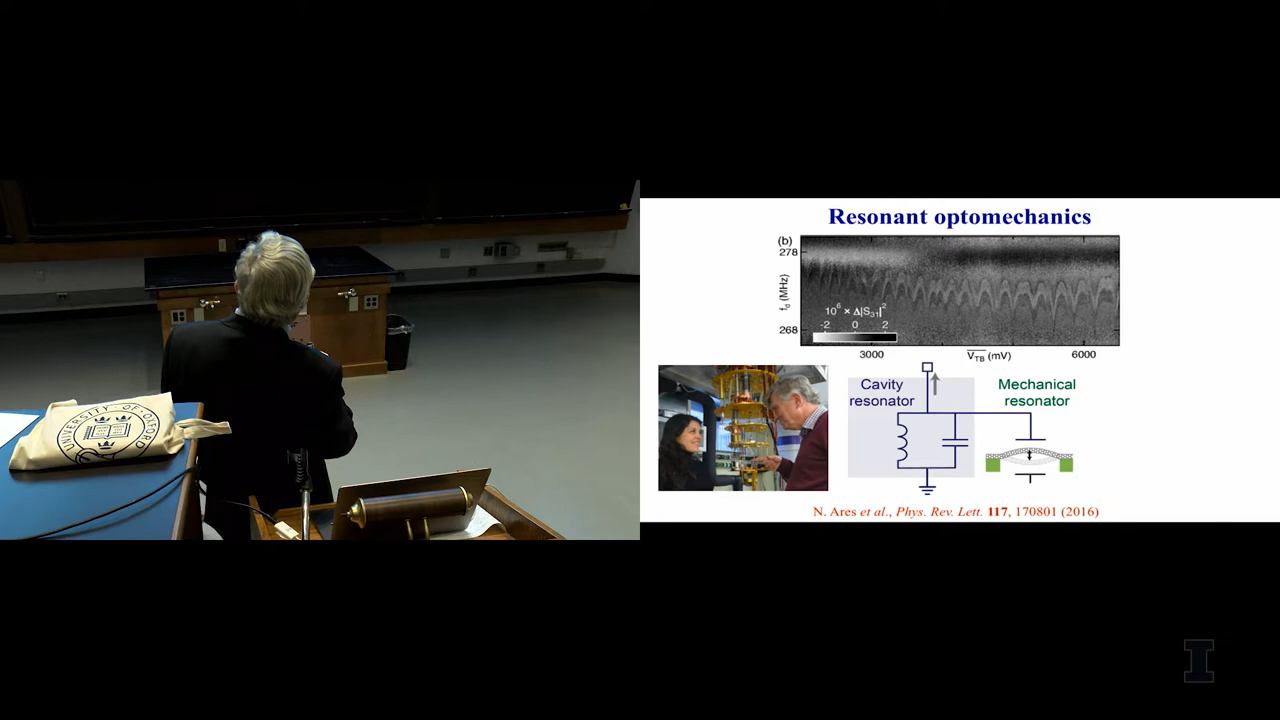 UNIVERSITY OF OXFORD
Resonant optomechanics
(b)
278
f_d (MHz)
268
10^6 × Δ|S_31|^2
-2 0 2
3000 V_TB (mV) 6000
Cavity
resonator
Mechanical
resonator
N. Ares et al., Phys. Rev. Lett. 117, 170801 (2016)
I